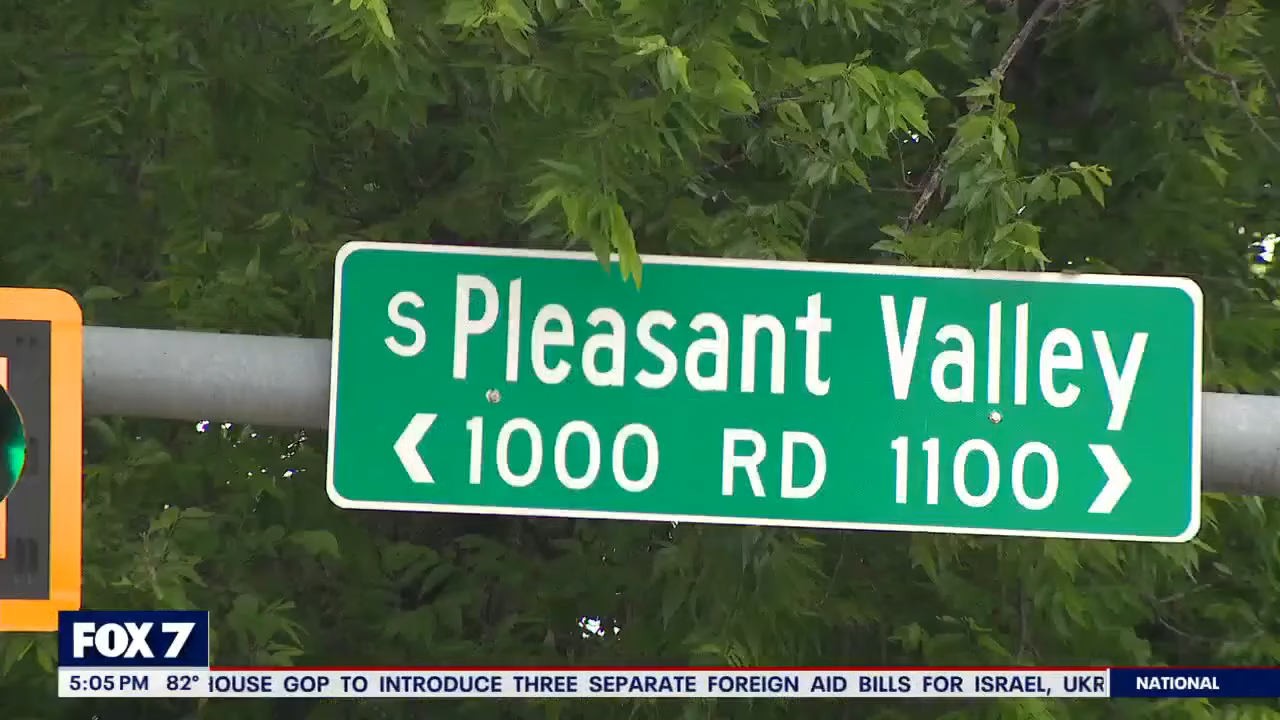 S Pleasant Valley
1000 RD 1100
FOX 7
5:05 PM 82° HOUSE GOP TO INTRODUCE THREE SEPARATE FOREIGN AID BILLS FOR ISRAEL, UKR NATIONAL